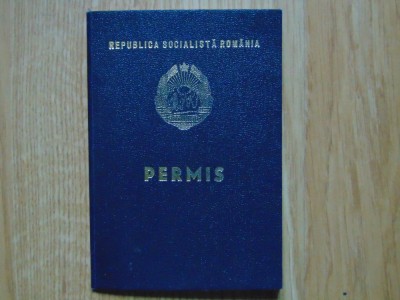 REPUBLICA SOCIALISTĂ ROMÂNIA
PERMIS